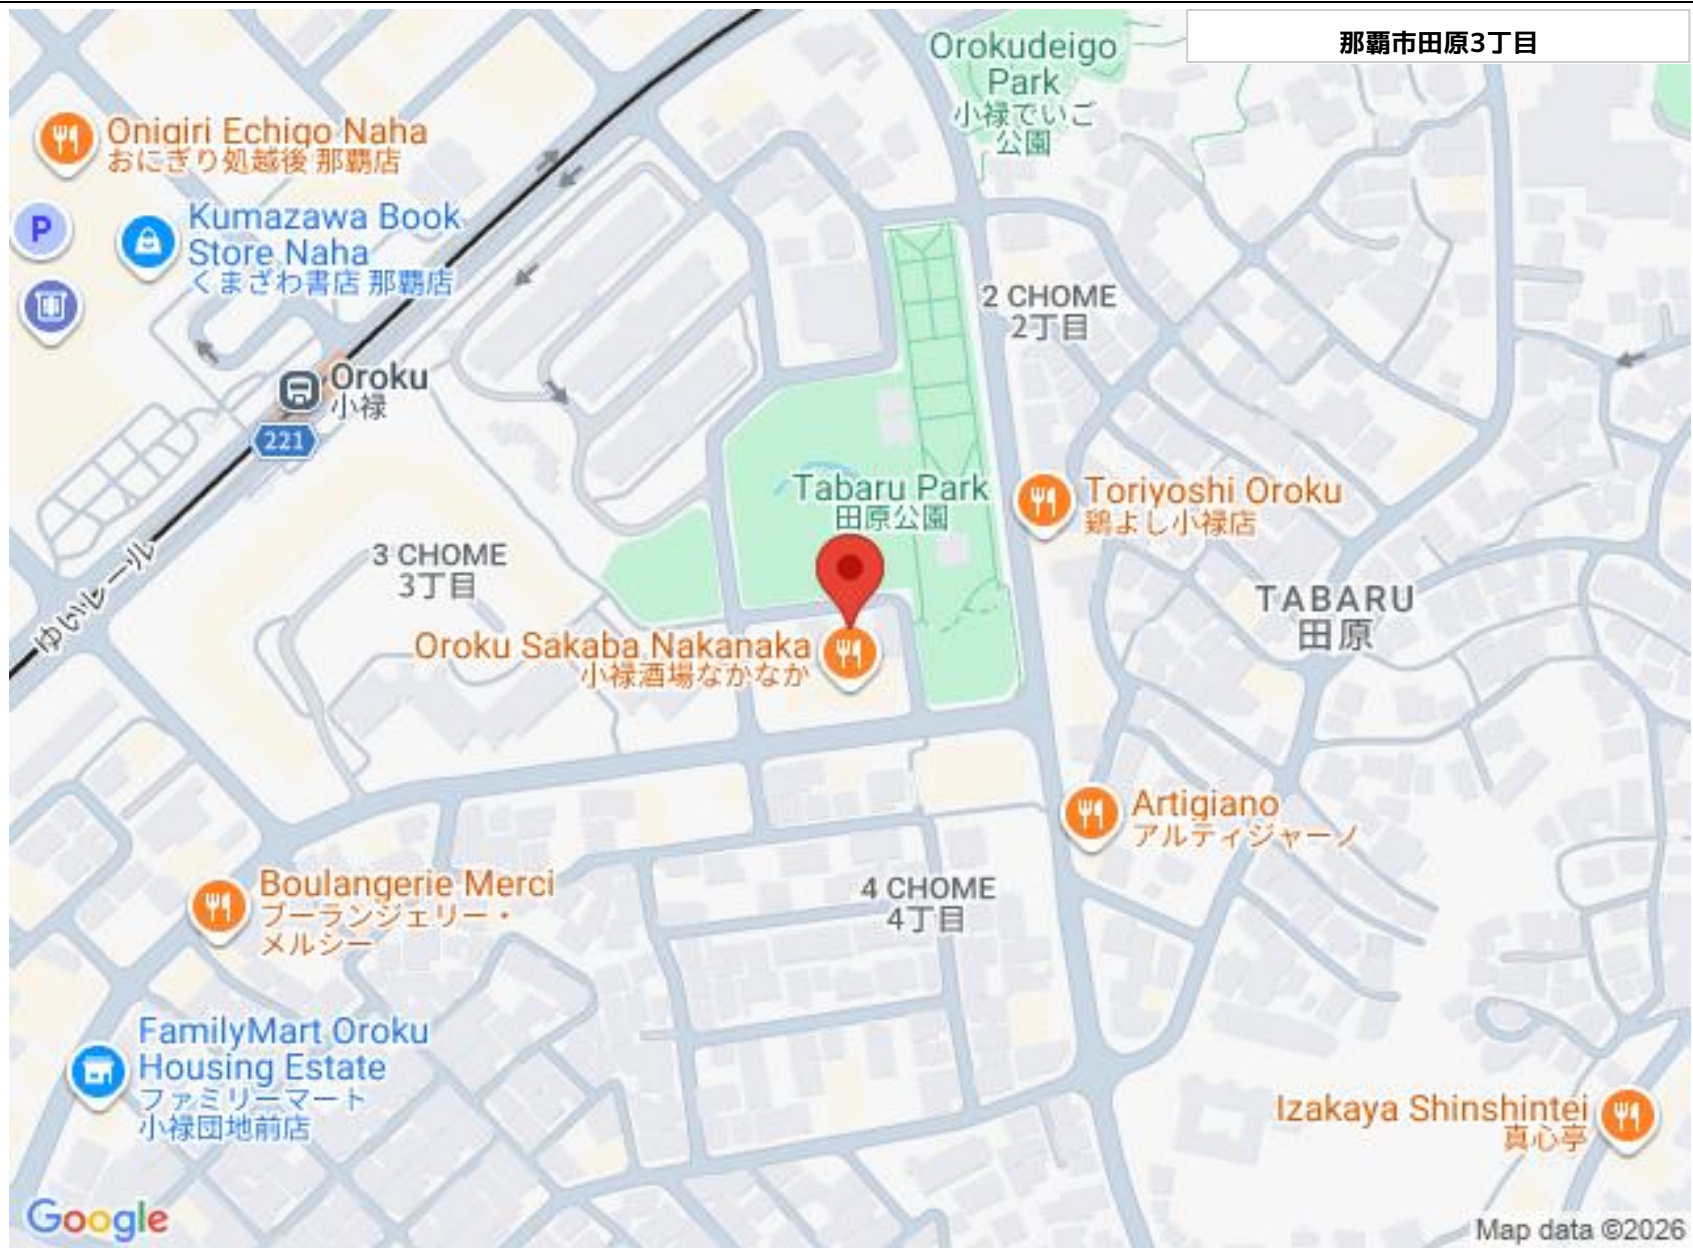 那覇市田原3丁目
Orokudeigo
Park
小禄でいご
公園
Onigiri Echigo Naha
おにぎり処越後 那覇店
P
Kumazawa Book
Store Naha
くまざわ書店 那覇店
2 CHOME
2丁目
Oroku
小禄
221
Tabaru Park
田原公園
Toriyoshi Oroku
鶏よし小禄店
ゆいレール
3 CHOME
3丁目
TABARU
田原
Oroku Sakaba Nakanaka
小禄酒場なかなか
Artigiano
アルティジャーノ
Boulangerie Merci
ブーランジェリー・
メルシー
4 CHOME
4丁目
FamilyMart Oroku
Housing Estate
ファミリーマート
小禄団地前店
Izakaya Shinshintei
真心亭
Google
Map data ©2026